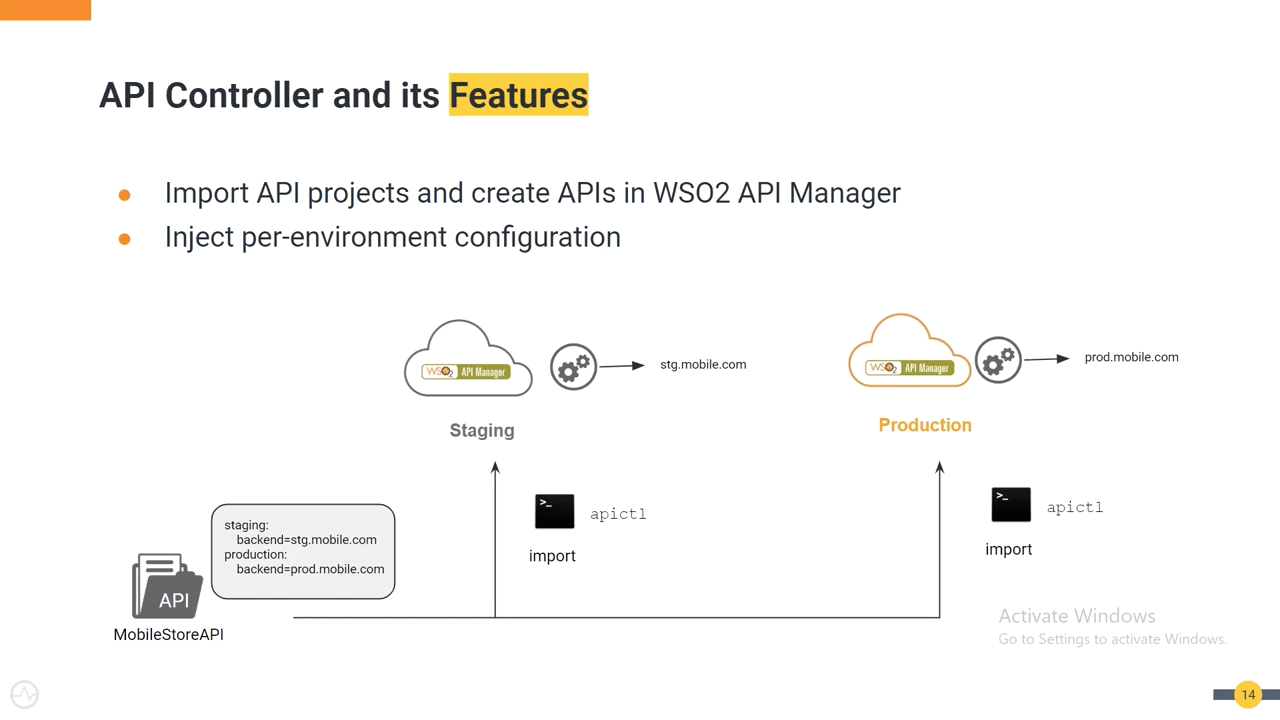 API Controller and its Features
Import API projects and create APIs in WSO2 API Manager
Inject per-environment configuration
WSO2 API Manager
stg.mobile.com
WSO2 API Manager
prod.mobile.com
Staging
Production
>_
apictl
import
>_
apictl
import
staging:
backend=stg.mobile.com
production:
backend=prod.mobile.com
API
MobileStoreAPI
Activate Windows
Go to Settings to activate Windows.
14